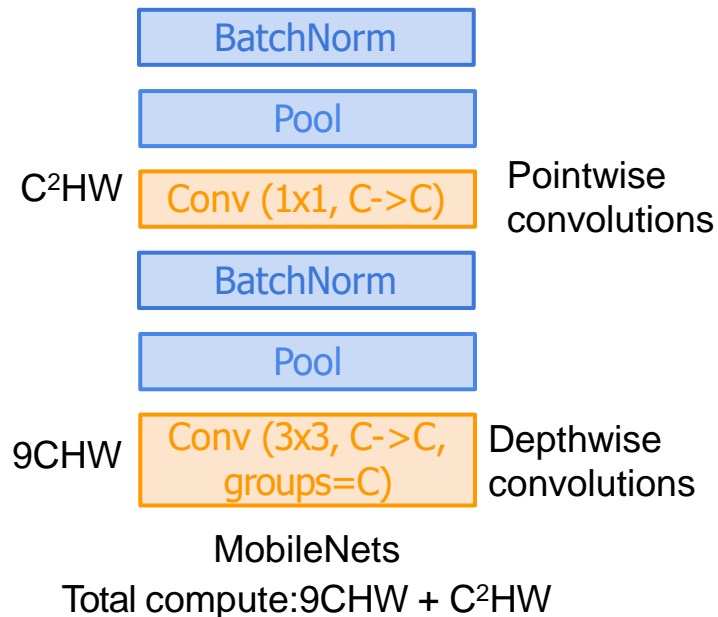 BatchNorm
Pool
C²HW
Conv (1x1, C->C)
Pointwise
convolutions
BatchNorm
Pool
9CHW
Conv (3x3, C->C,
groups=C)
Depthwise
convolutions
MobileNets
Total compute:9CHW + C²HW